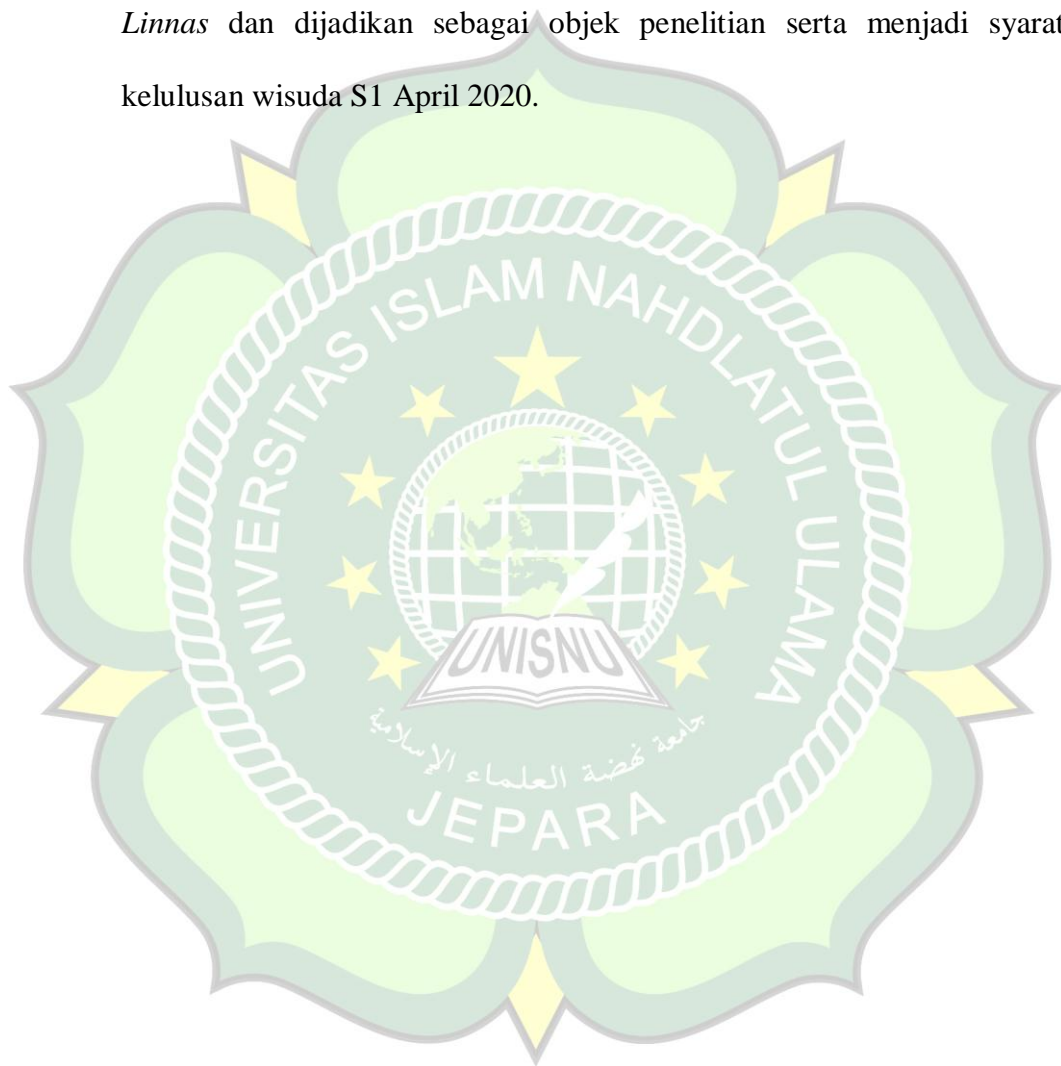 Linnas dan dijadikan sebagai objek penelitian serta menjadi syarat
kelulusan wisuda S1 April 2020.
UNIVERSITAS ISLAM NAHDLATUL ULAMA
UNISNU
جامعة نهضة العلماء الإسلامية
JEPARA